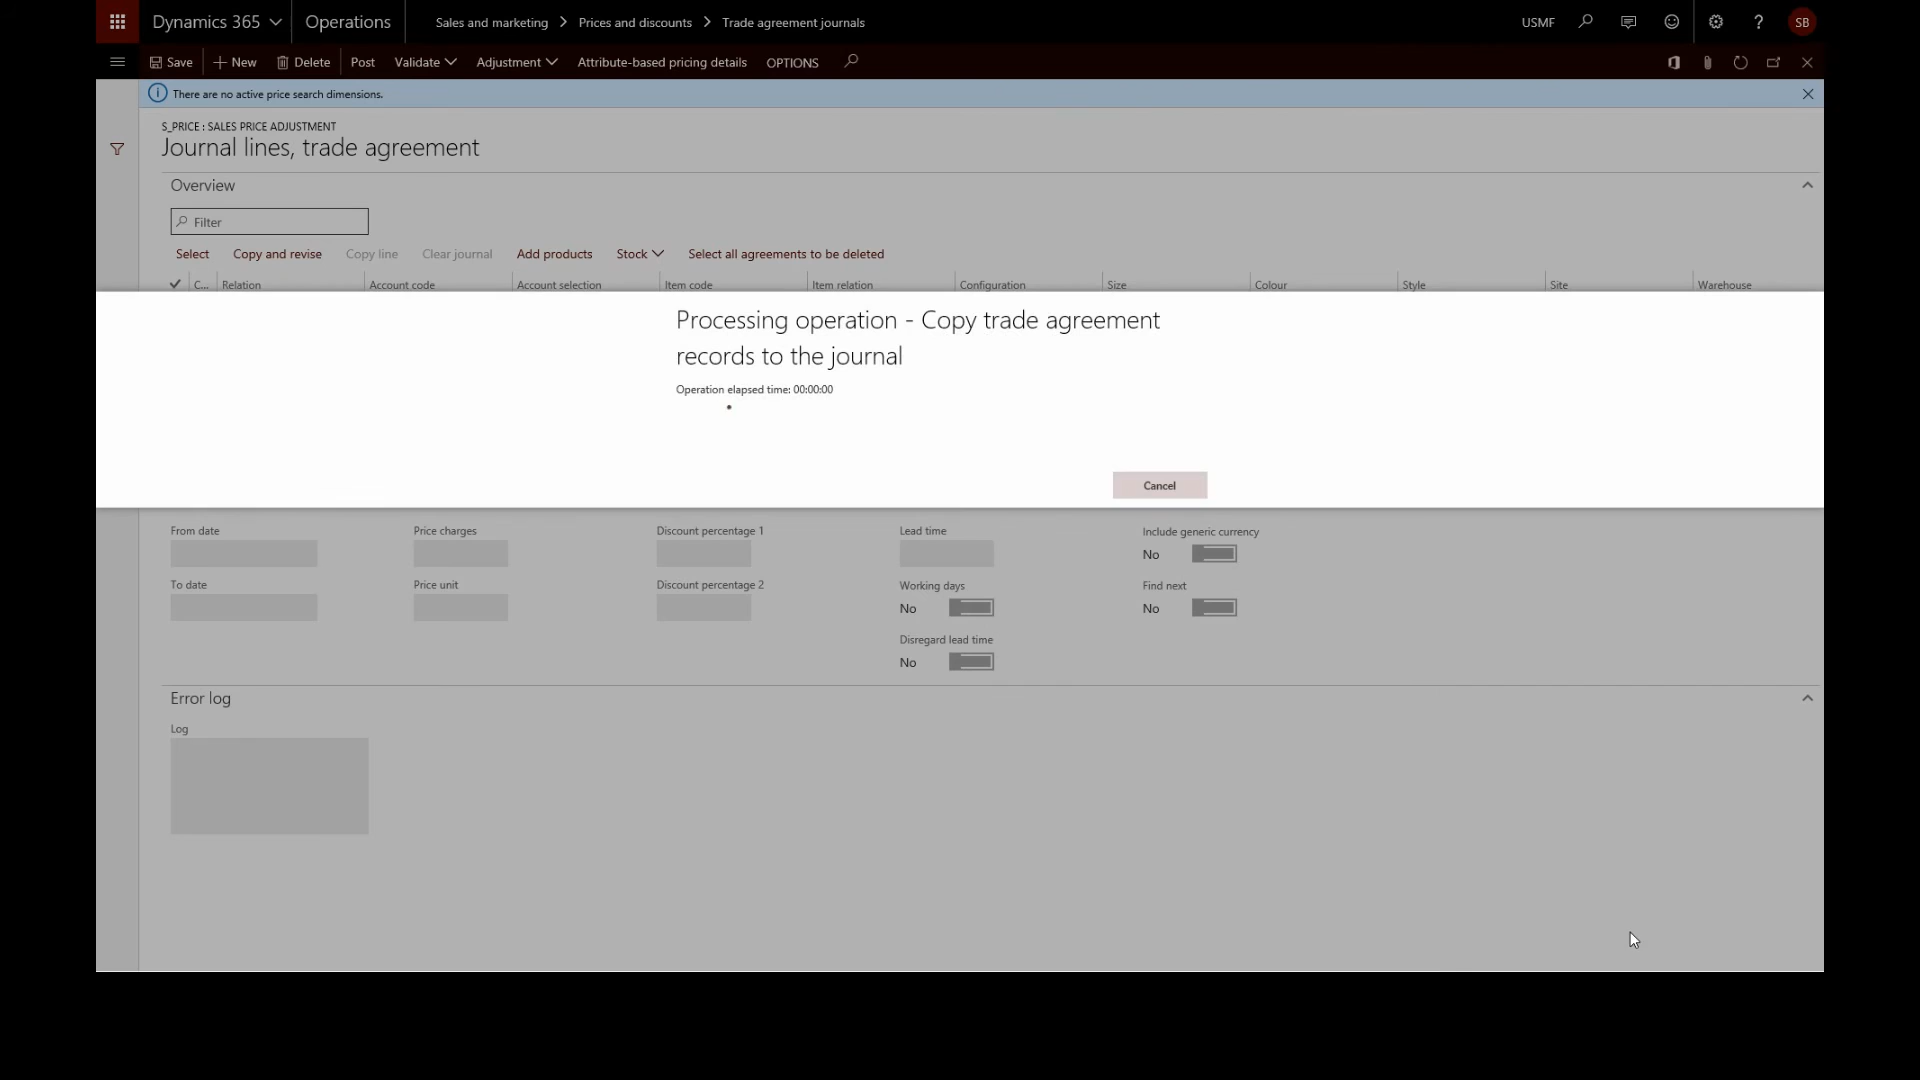 Dynamics 365 Operations Sales and marketing Prices and discounts Trade agreement journals USMF SB
Save New Delete Post Validate Adjustment Attribute-based pricing details OPTIONS
There are no active price search dimensions.
S_PRICE : SALES PRICE ADJUSTMENT
Journal lines, trade agreement
Overview
Filter
Select Copy and revise Copy line Clear journal Add products Stock Select all agreements to be deleted
C... Relation Account code Account selection Item code Item relation Configuration Size Colour Style Site Warehouse
Processing operation - Copy trade agreement
records to the journal
Operation elapsed time: 00:00:00
Cancel
From date Price charges Discount percentage 1 Lead time Include generic currency
No
To date Price unit Discount percentage 2 Working days Find next
No No
Disregard lead time
No
Error log
Log